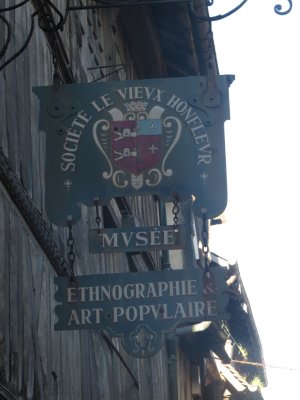 SOCIÉTÉ LE VIEVX HONFLEVR
MVSÉE
ETHNOGRAPHIE &
ART POPVLAIRE